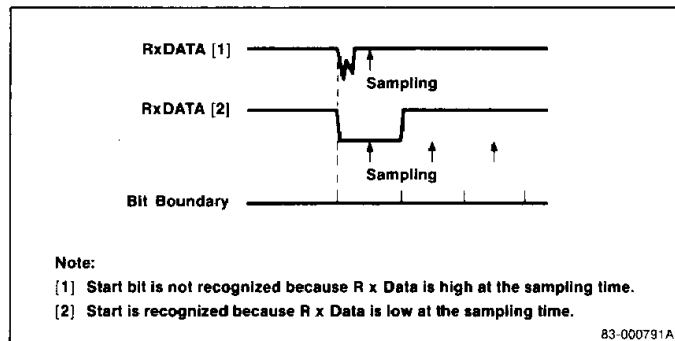 RxDATA [1]
Sampling
RxDATA [2]
Sampling
Bit Boundary
Note:
[1] Start bit is not recognized because R x Data is high at the sampling time.
[2] Start is recognized because R x Data is low at the sampling time.
83-000791A